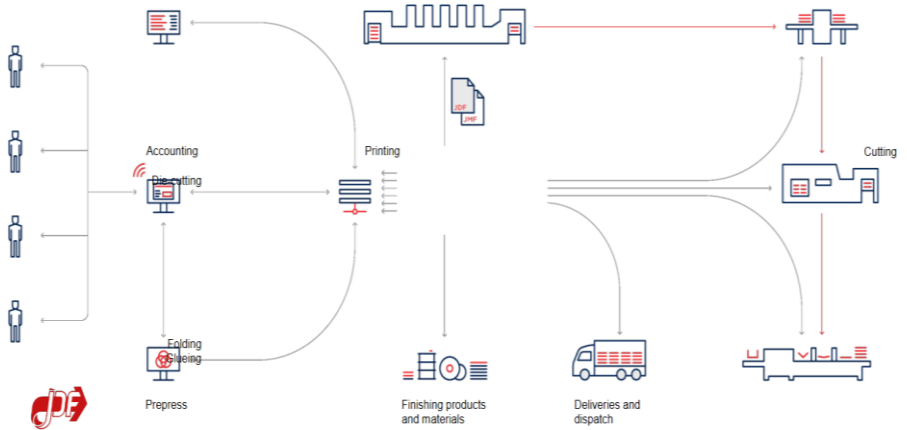 JDF
JMF
Accounting
Printing
Cutting
Die-cutting
Folding
Glueing
Prepress
Finishing products
and materials
Deliveries and
dispatch
JDF